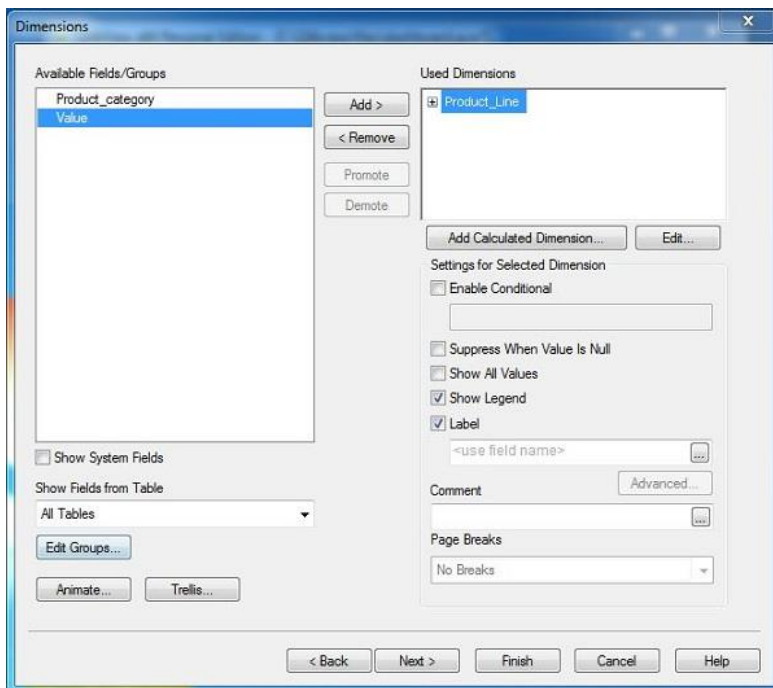 Dimensions
x
Available Fields/Groups
Product_category
Value
Add >
< Remove
Promote
Demote
Used Dimensions
Product_Line
Add Calculated Dimension...
Edit...
Settings for Selected Dimension
Enable Conditional
Suppress When Value Is Null
Show All Values
Show Legend
Label
<use field name>
...
Advanced...
Comment
...
Page Breaks
No Breaks
Show System Fields
Show Fields from Table
All Tables
Edit Groups...
Animate...
Trellis...
< Back
Next >
Finish
Cancel
Help